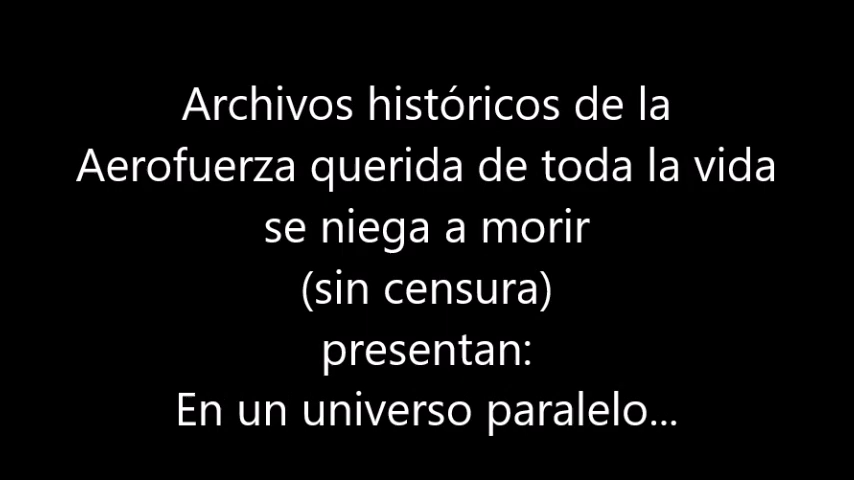 Archivos históricos de la
Aerofuerza querida de toda la vida
se niega a morir
(sin censura)
presentan:
En un universo paralelo...